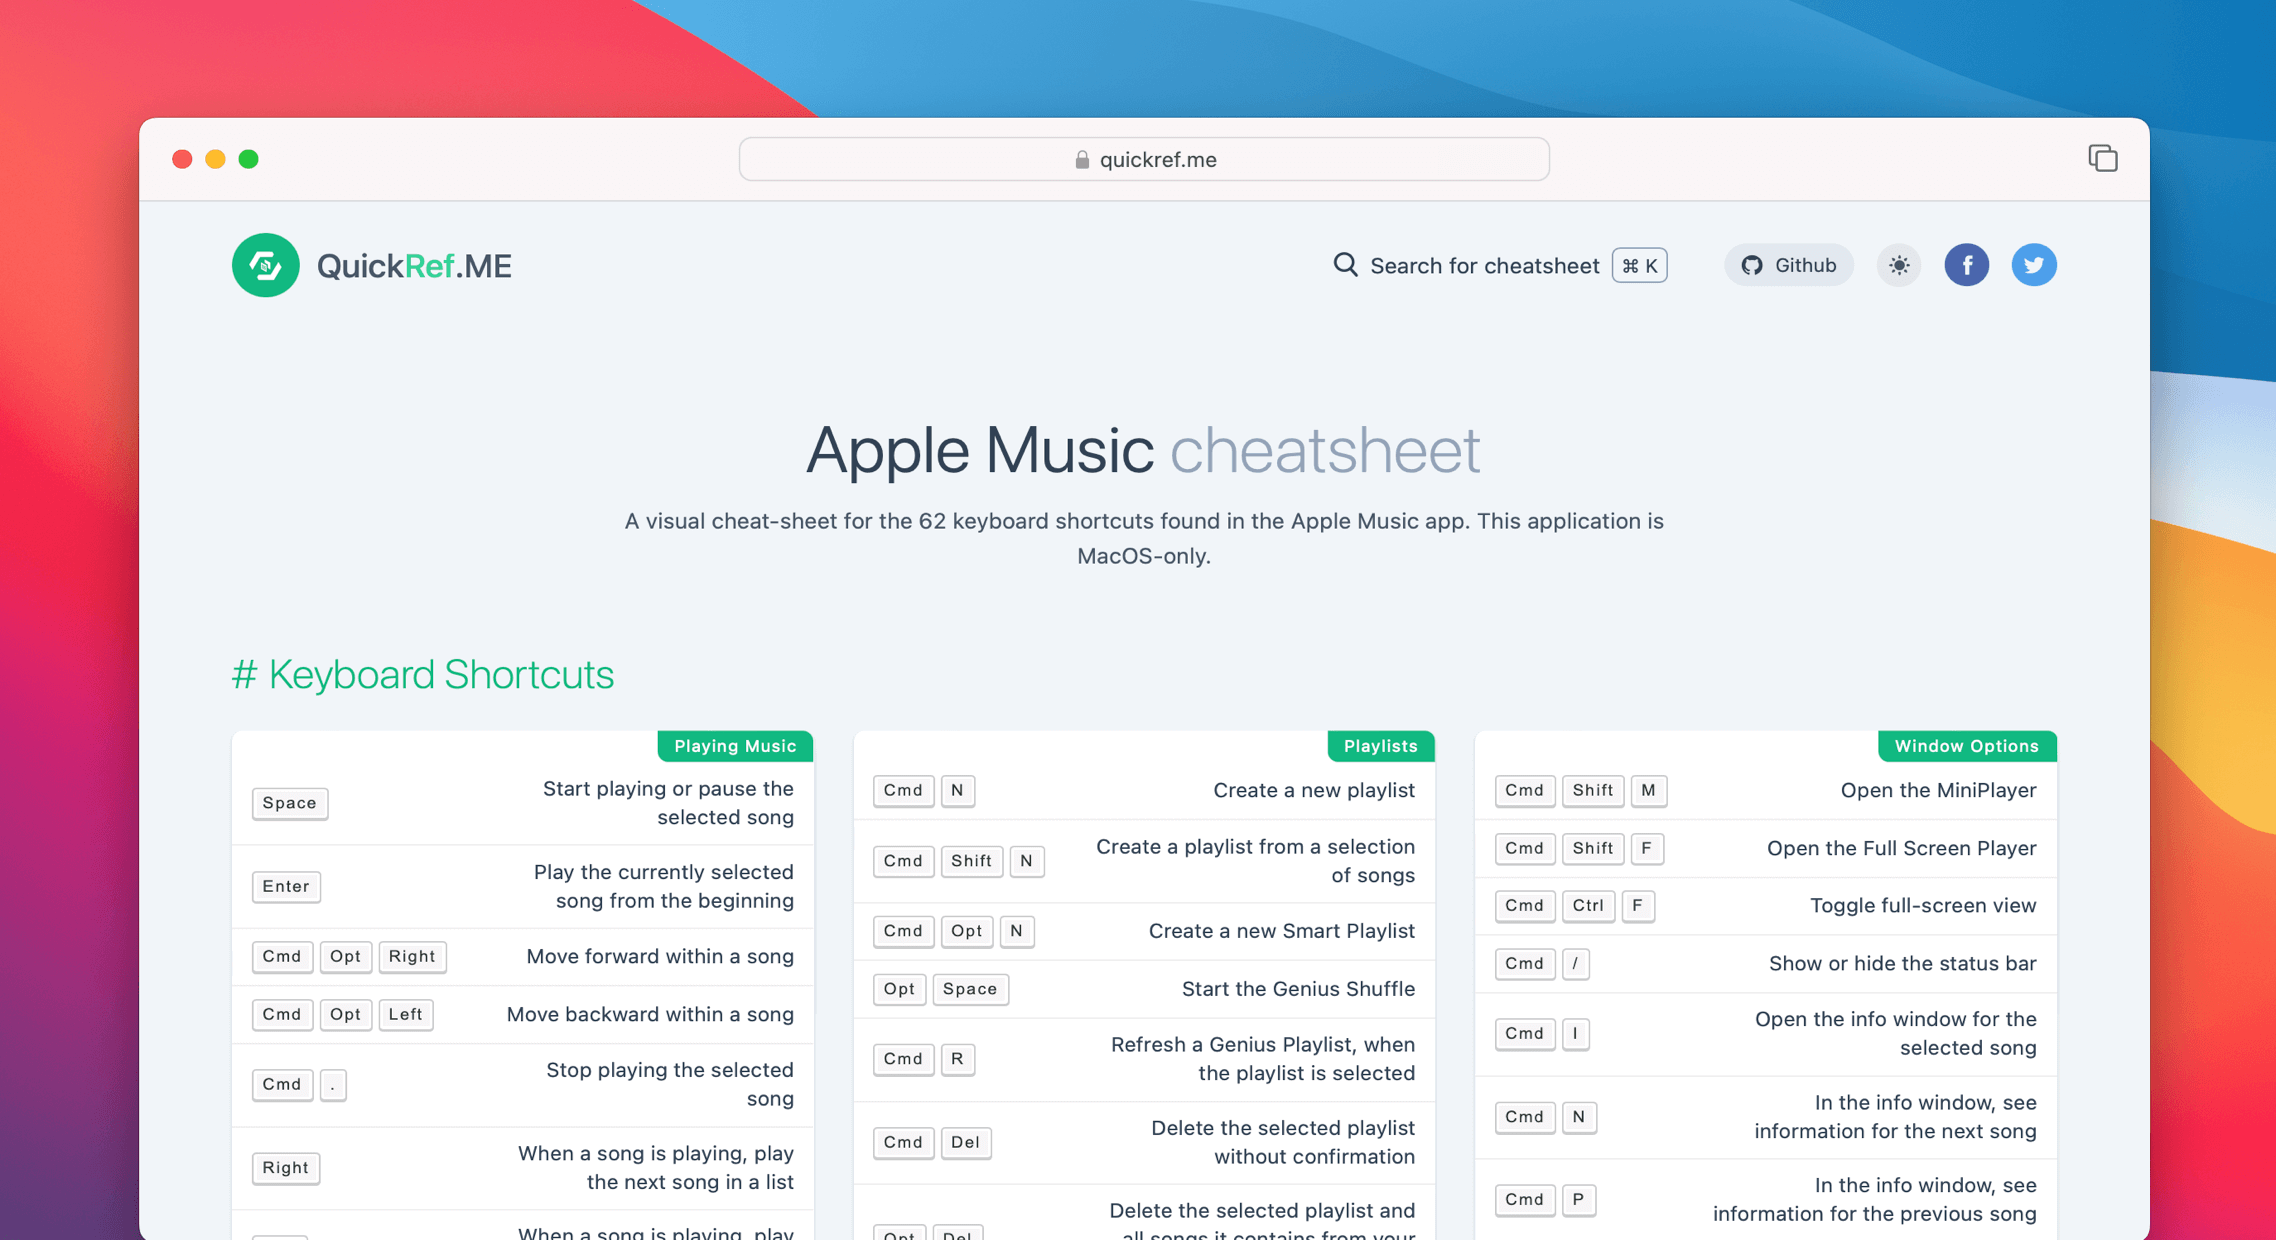 quickref.me
QuickRef.ME
Search for cheatsheet ⌘ K
Github
Apple Music cheatsheet
A visual cheat-sheet for the 62 keyboard shortcuts found in the Apple Music app. This application is
MacOS-only.
# Keyboard Shortcuts
Playing Music
Space
Start playing or pause the
selected song
Enter
Play the currently selected
song from the beginning
Cmd Opt Right Move forward within a song
Cmd Opt Left Move backward within a song
Cmd .
Stop playing the selected
song
Right
When a song is playing, play
the next song in a list
When a song is playing, play
Playlists
Cmd N Create a new playlist
Cmd Shift N
Create a playlist from a selection
of songs
Cmd Opt N Create a new Smart Playlist
Opt Space Start the Genius Shuffle
Cmd R
Refresh a Genius Playlist, when
the playlist is selected
Cmd Del
Delete the selected playlist
without confirmation
Opt Del
Delete the selected playlist and
all songs it contains from your
Window Options
Cmd Shift M Open the MiniPlayer
Cmd Shift F Open the Full Screen Player
Cmd Ctrl F Toggle full-screen view
Cmd / Show or hide the status bar
Cmd I
Open the info window for the
selected song
Cmd N
In the info window, see
information for the next song
Cmd P
In the info window, see
information for the previous song